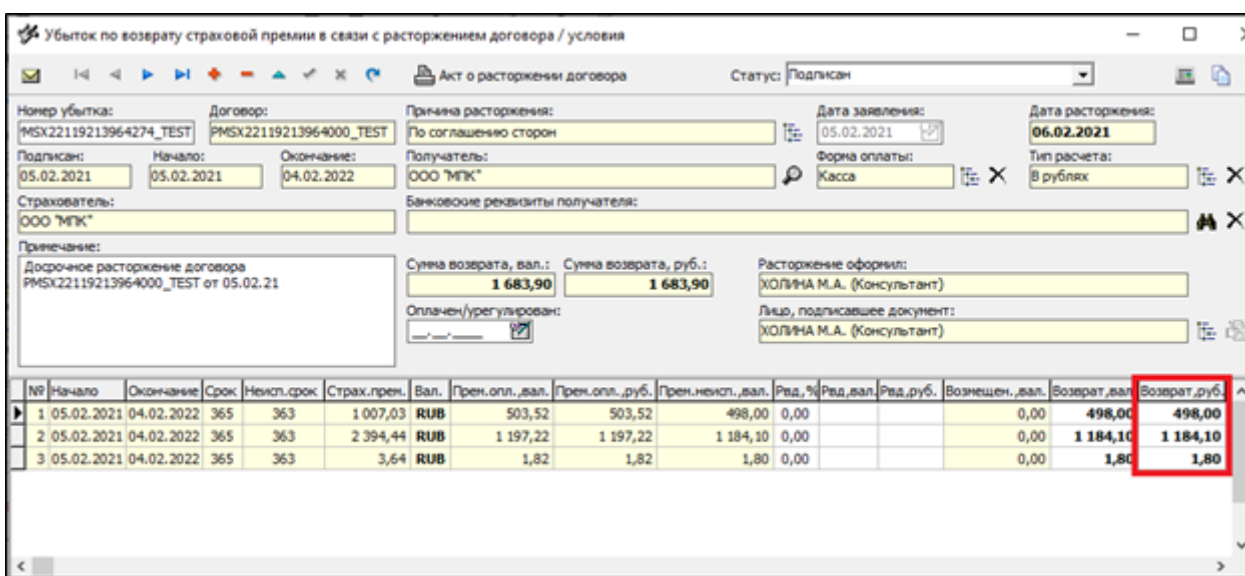 Убыток по возврату страховой премии в связи с расторжением договора / условия
Акт о расторжении договора Статус: Подписан
Номер убытка: Договор: Причина расторжения: Дата заявления: Дата расторжения:
MSX22119213964274_TEST PMSX22119213964000_TEST По соглашению сторон 05.02.2021 06.02.2021
Подписан: Начало: Окончание: Получатель: Форма оплаты: Тип расчета:
05.02.2021 05.02.2021 04.02.2022 ООО "МПК" Касса В рублях
Страхователь: Банковские реквизиты получателя:
ООО "МПК"
Примечание:
Досрочное расторжение договора
PMSX22119213964000_TEST от 05.02.21
Сумма возврата, вал.: Сумма возврата, руб.: Расторжение оформил:
1 683,90 1 683,90 ХОЛИНА М.А. (Консультант)
Оплачен/урегулирован: Лицо, подписавшее документ:
__.__.____ ХОЛИНА М.А. (Консультант)
№ Начало Окончание Срок Неисп.срок Страх.прем. Вал. Прем.опл.,вал. Прем.опл.,руб. Прем.неисп.,вал. Рвд,% Рвд,вал. Рвд,руб. Возмещен.,вал. Возврат,вал Возврат,руб.
1 05.02.2021 04.02.2022 365 363 1 007,03 RUB 503,52 503,52 498,00 0,00 0,00 498,00 498,00
2 05.02.2021 04.02.2022 365 363 2 394,44 RUB 1 197,22 1 197,22 1 184,10 0,00 0,00 1 184,10 1 184,10
3 05.02.2021 04.02.2022 365 363 3,64 RUB 1,82 1,82 1,80 0,00 0,00 1,80 1,80